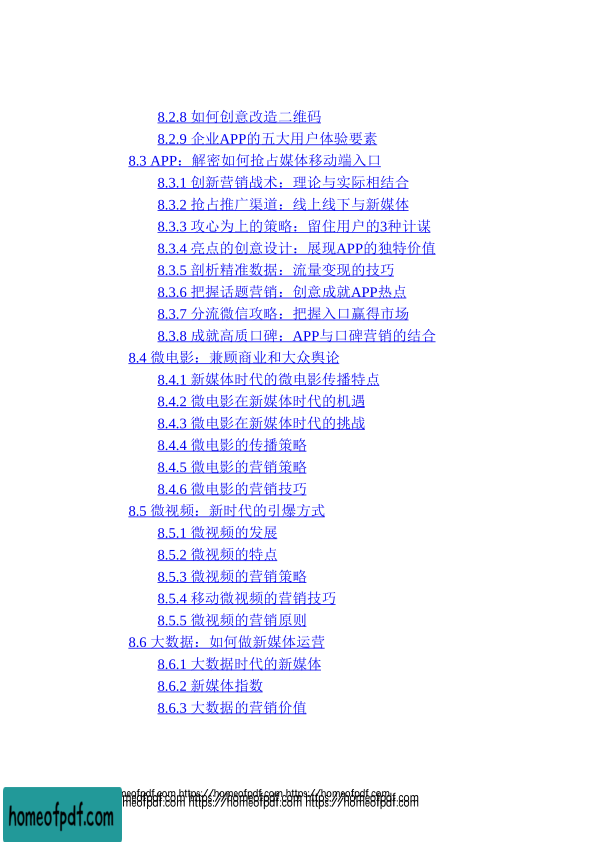 8.2.8 如何创意改造二维码
8.2.9 企业APP的五大用户体验要素
8.3 APP：解密如何抢占媒体移动端入口
8.3.1 创新营销战术：理论与实际相结合
8.3.2 抢占推广渠道：线上线下与新媒体
8.3.3 攻心为上的策略：留住用户的3种计谋
8.3.4 亮点的创意设计：展现APP的独特价值
8.3.5 剖析精准数据：流量变现的技巧
8.3.6 把握话题营销：创意成就APP热点
8.3.7 分流微信攻略：把握入口赢得市场
8.3.8 成就高质口碑：APP与口碑营销的结合
8.4 微电影：兼顾商业和大众舆论
8.4.1 新媒体时代的微电影传播特点
8.4.2 微电影在新媒体时代的机遇
8.4.3 微电影在新媒体时代的挑战
8.4.4 微电影的传播策略
8.4.5 微电影的营销策略
8.4.6 微电影的营销技巧
8.5 微视频：新时代的引爆方式
8.5.1 微视频的发展
8.5.2 微视频的特点
8.5.3 微视频的营销策略
8.5.4 移动微视频的营销技巧
8.5.5 微视频的营销原则
8.6 大数据：如何做新媒体运营
8.6.1 大数据时代的新媒体
8.6.2 新媒体指数
8.6.3 大数据的营销价值
meofpdf.com https://homeofpdf.com https://homeofpdf.com
meofpdf.com https://homeofpdf.com https://homeofpdf.com
homeofpdf.com